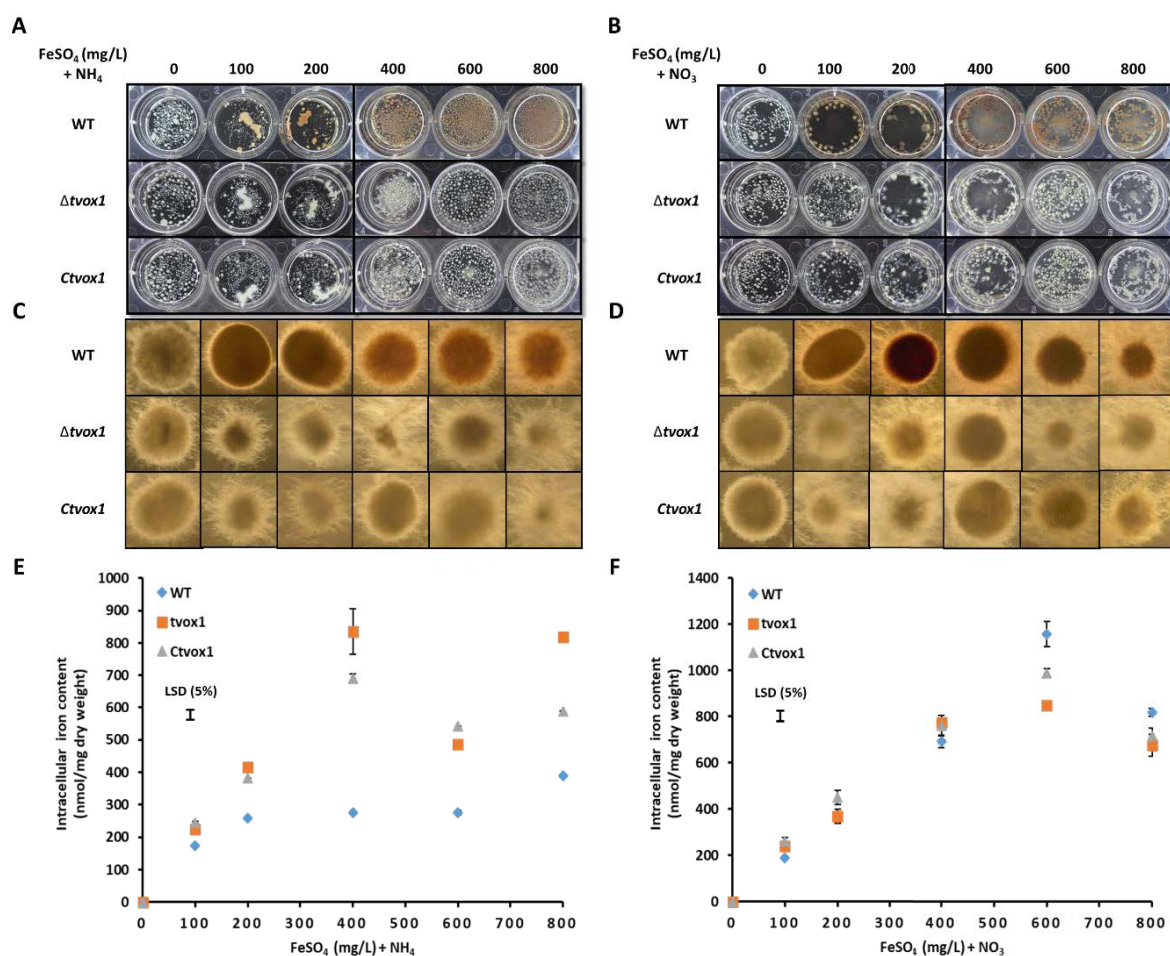 A
FeSO4 (mg/L)
+ NH4
0 100 200 400 600 800
WT
Δtvox1
Ctvox1
B
FeSO4 (mg/L)
+ NO3
0 100 200 400 600 800
WT
Δtvox1
Ctvox1
C
WT
Δtvox1
Ctvox1
D
WT
Δtvox1
Ctvox1
E
1000
900
800
700
600
500
400
300
200
100
0
Intracellular iron content
(nmol/mg dry weight)
WT
tvox1
Ctvox1
LSD (5%)
0 100 200 300 400 500 600 700 800
FeSO4 (mg/L) + NH4
F
1400
1200
1000
800
600
400
200
0
Intracellular iron content
(nmol/mg dry weight)
WT
tvox1
Ctvox1
LSD (5%)
0 100 200 300 400 500 600 700 800
FeSO4 (mg/L) + NO3